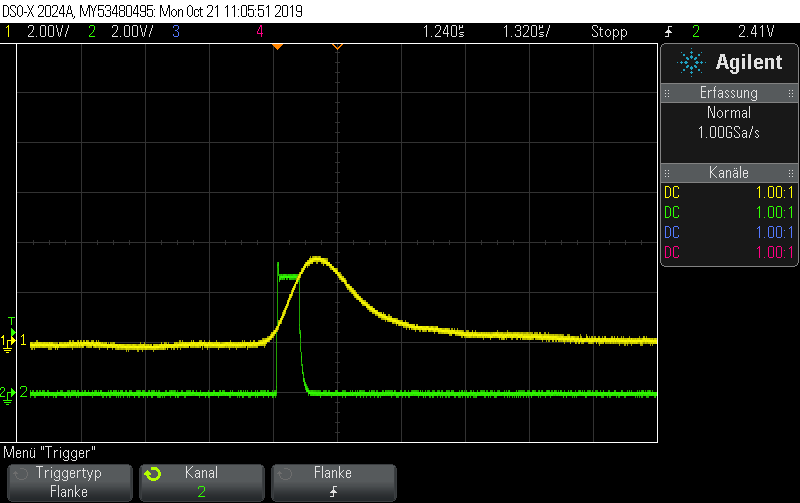 DSO-X 2024A, MY53480495: Mon Oct 21 11:05:51 2019
1 2.00V/ 2 2.00V/ 3 4 1.240s 1.320s/ Stopp 2 2.41V
Agilent
Erfassung
Normal
1.00GSa/s
Kanäle
DC 1.00:1
DC 1.00:1
DC 1.00:1
DC 1.00:1
T
1 1
2 2
Menü "Trigger"
Triggertyp
Flanke
Kanal
2
Flanke